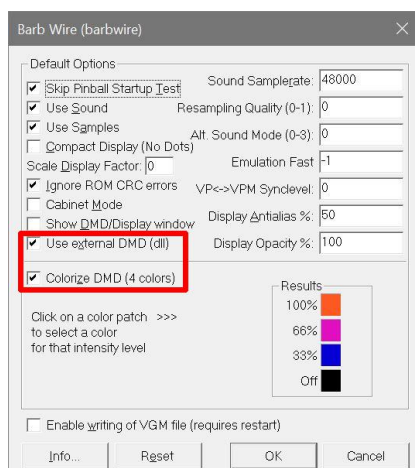 Barb Wire (barbwire)
Default Options
Skip Pinball Startup Test
Use Sound
Use Samples
Compact Display (No Dots)
Scale Display Factor: 0
Ignore ROM CRC errors
Cabinet Mode
Show DMD/Display window
Use external DMD (dll)
Colorize DMD (4 colors)
Sound Samplerate: 48000
Resampling Quality (0-1): 0
Alt. Sound Mode (0-3): 0
Emulation Fast -1
VP<->VPM Synclevel: 0
Display Antialias %: 50
Display Opacity %: 100
Click on a color patch >>>
to select a color
for that intensity level
Results
100%
66%
33%
Off
Enable writing of VGM file (requires restart)
Info... Reset OK Cancel